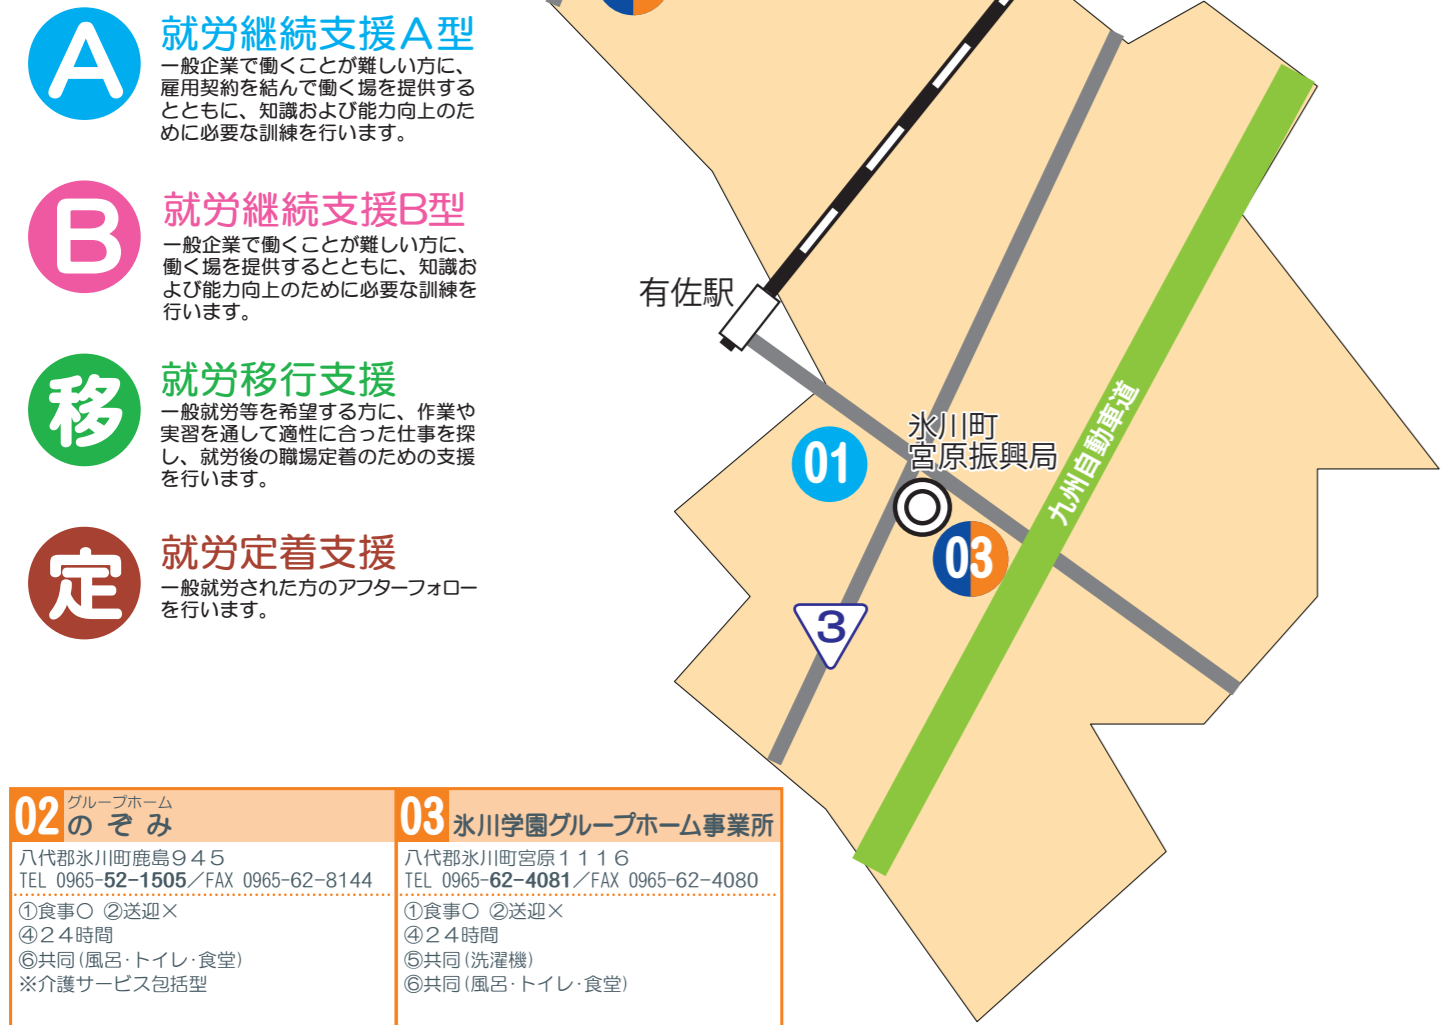 A
就労継続支援A型
一般企業で働くことが難しい方に、
雇用契約を結んで働く場を提供する
とともに、知識および能力向上のた
めに必要な訓練を行います。
B
就労継続支援B型
一般企業で働くことが難しい方に、
働く場を提供するとともに、知識お
よび能力向上のために必要な訓練を
行います。
移
就労移行支援
一般就労等を希望する方に、作業や
実習を通して適性に合った仕事を探
し、就労後の職場定着のための支援
を行います。
定
就労定着支援
一般就労された方のアフターフォロー
を行います。
有佐駅
氷川町
宮原振興局
01
03
3
九州自動車道
02 グループホーム
のぞみ
八代郡氷川町鹿島945
TEL 0965-52-1505／FAX 0965-62-8144
①食事○ ②送迎×
④24時間
⑥共同(風呂・トイレ・食堂)
※介護サービス包括型
03 氷川学園グループホーム事業所
八代郡氷川町宮原1116
TEL 0965-62-4081／FAX 0965-62-4080
①食事○ ②送迎×
④24時間
⑤共同(洗濯機)
⑥共同(風呂・トイレ・食堂)